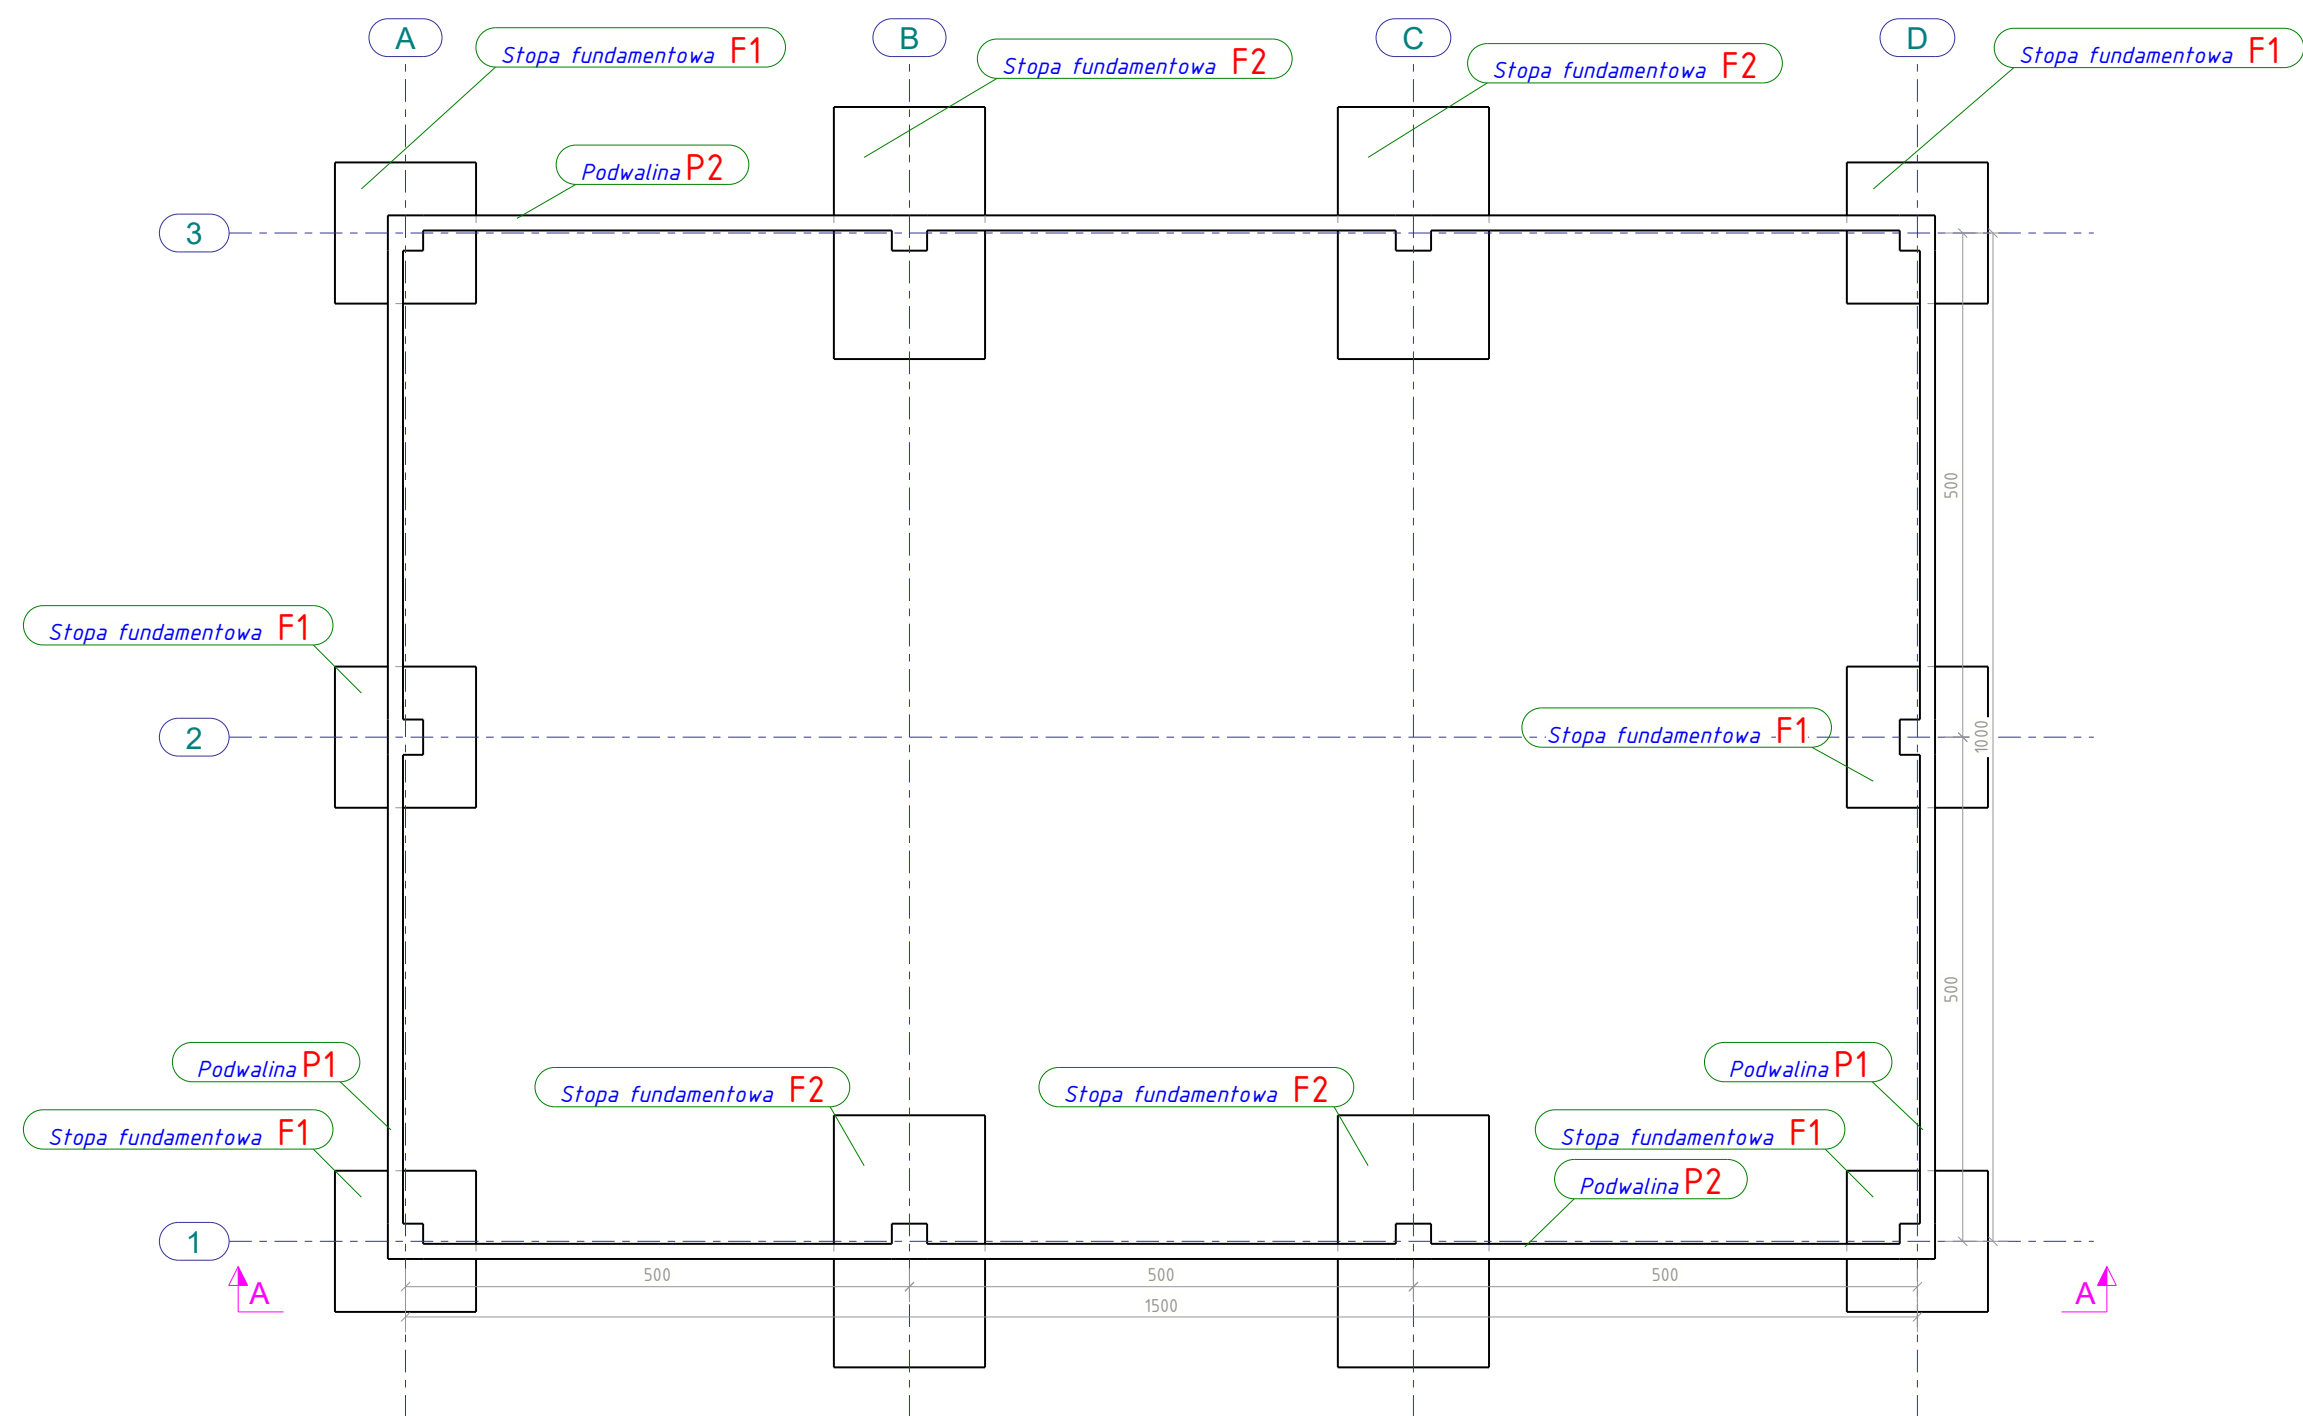 A
B
C
D
Stopa fundamentowa F1
Stopa fundamentowa F2
Stopa fundamentowa F2
Stopa fundamentowa F1
Podwalina P2
3
500
Stopa fundamentowa F1
2
Stopa fundamentowa F1
1000
500
Podwalina P1
Stopa fundamentowa F2
Stopa fundamentowa F2
Podwalina P1
Stopa fundamentowa F1
Stopa fundamentowa F1
Podwalina P2
1
500
500
500
A
A
1500